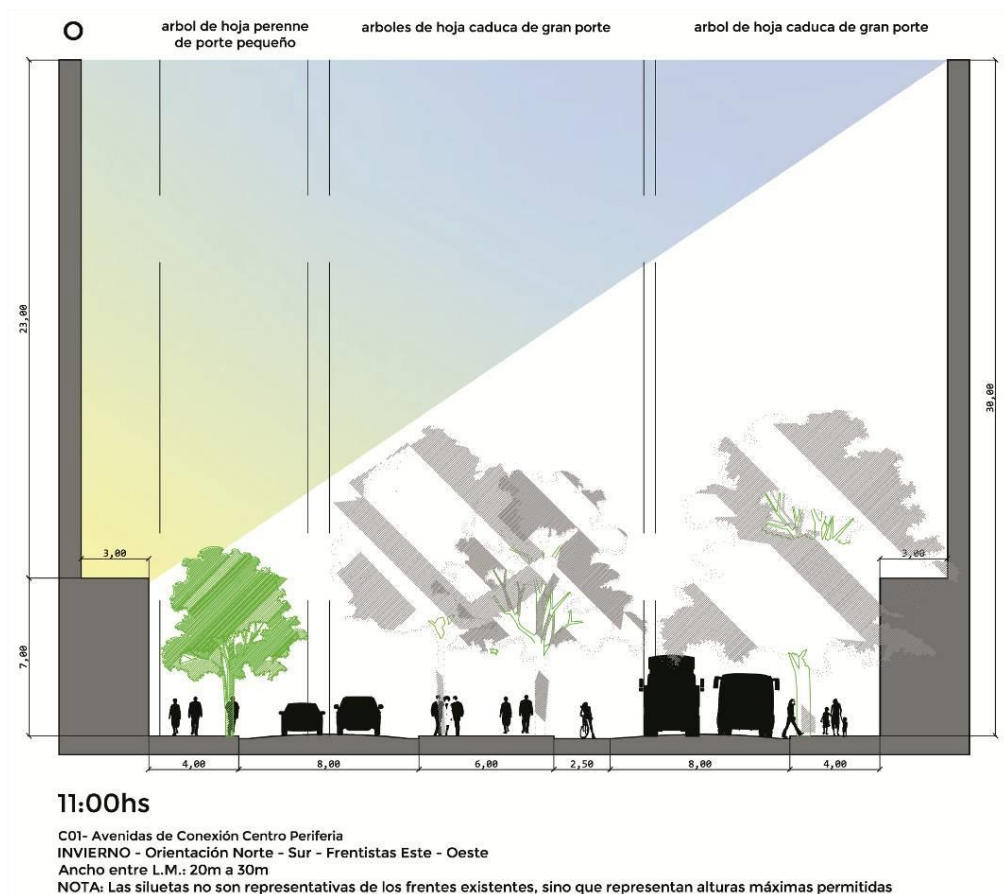 O
arbol de hoja perenne
de porte pequeño
arboles de hoja caduca de gran porte
arbol de hoja caduca de gran porte
23,00
30,00
3,00
3,00
7,00
4,00
8,00
6,00
2,50
8,00
4,00
11:00hs
C01- Avenidas de Conexión Centro Periferia
INVIERNO - Orientación Norte - Sur - Frentistas Este - Oeste
Ancho entre L.M.: 20m a 30m
NOTA: Las siluetas no son representativas de los frentes existentes, sino que representan alturas máximas permitidas